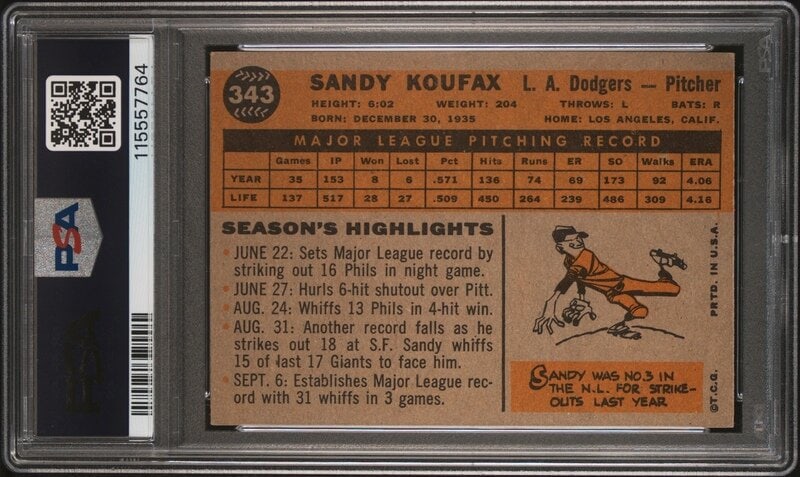 115557764
PSA
343
SANDY KOUFAX L. A. Dodgers — Pitcher
HEIGHT: 6:02 WEIGHT: 204 THROWS: L BATS: R
BORN: DECEMBER 30, 1935 HOME: LOS ANGELES, CALIF.
MAJOR LEAGUE PITCHING RECORD
Games IP Won Lost Pct Hits Runs ER SO Walks ERA
YEAR 35 153 8 6 .571 136 74 69 173 92 4.06
LIFE 137 517 28 27 .509 450 264 239 486 309 4.16
SEASON'S HIGHLIGHTS
• JUNE 22: Sets Major League record by
striking out 16 Phils in night game.
• JUNE 27: Hurls 6-hit shutout over Pitt.
• AUG. 24: Whiffs 13 Phils in 4-hit win.
• AUG. 31: Another record falls as he
strikes out 18 at S.F. Sandy whiffs
15 of last 17 Giants to face him.
• SEPT. 6: Establishes Major League rec-
ord with 31 whiffs in 3 games.
SANDY WAS NO.3 IN
THE N.L. FOR STRIKE-
OUTS LAST YEAR
©T.C.G. PRTD. IN U.S.A.